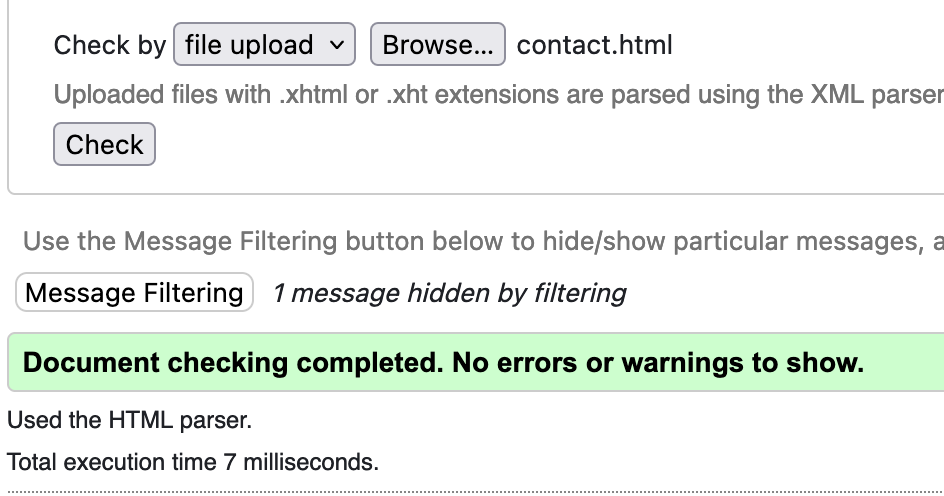 Check by file upload Browse... contact.html
Uploaded files with .xhtml or .xht extensions are parsed using the XML parser
Check
Use the Message Filtering button below to hide/show particular messages, a
Message Filtering 1 message hidden by filtering
Document checking completed. No errors or warnings to show.
Used the HTML parser.
Total execution time 7 milliseconds.